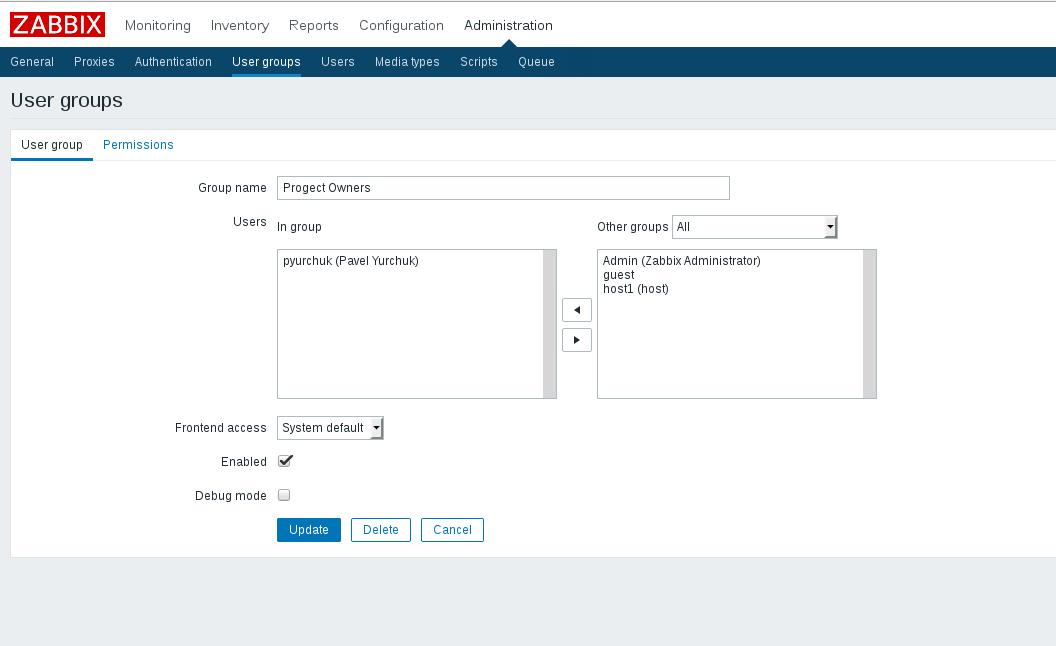 ZABBIX Monitoring Inventory Reports Configuration Administration
General Proxies Authentication User groups Users Media types Scripts Queue
User groups
User group Permissions
Group name Progect Owners
Users In group Other groups All
pyurchuk (Pavel Yurchuk)
Admin (Zabbix Administrator)
guest
host1 (host)
Frontend access System default
Enabled
Debug mode
Update Delete Cancel